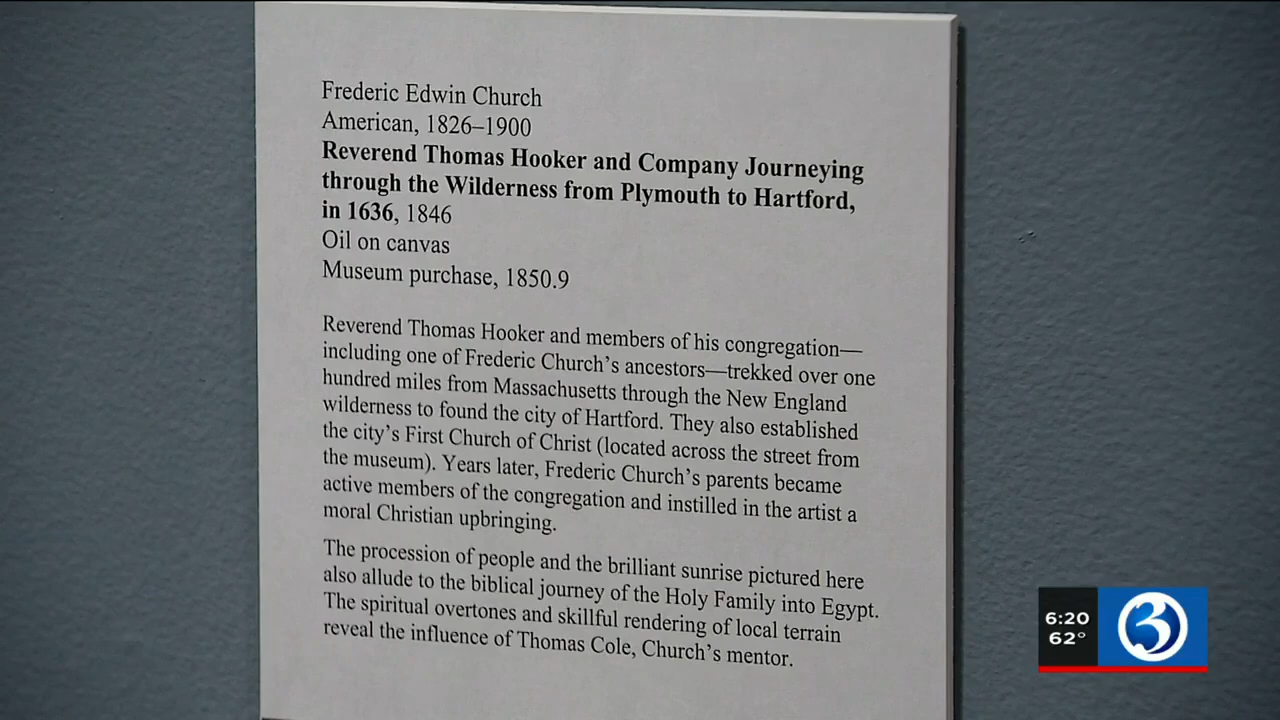 Frederic Edwin Church
American, 1826–1900
Reverend Thomas Hooker and Company Journeying
through the Wilderness from Plymouth to Hartford,
in 1636, 1846
Oil on canvas
Museum purchase, 1850.9
Reverend Thomas Hooker and members of his congregation—
including one of Frederic Church's ancestors—trekked over one
hundred miles from Massachusetts through the New England
wilderness to found the city of Hartford. They also established
the city's First Church of Christ (located across the street from
the museum). Years later, Frederic Church's parents became
active members of the congregation and instilled in the artist a
moral Christian upbringing.
The procession of people and the brilliant sunrise pictured here
also allude to the biblical journey of the Holy Family into Egypt.
The spiritual overtones and skillful rendering of local terrain
reveal the influence of Thomas Cole, Church's mentor.
6:20
62°
3